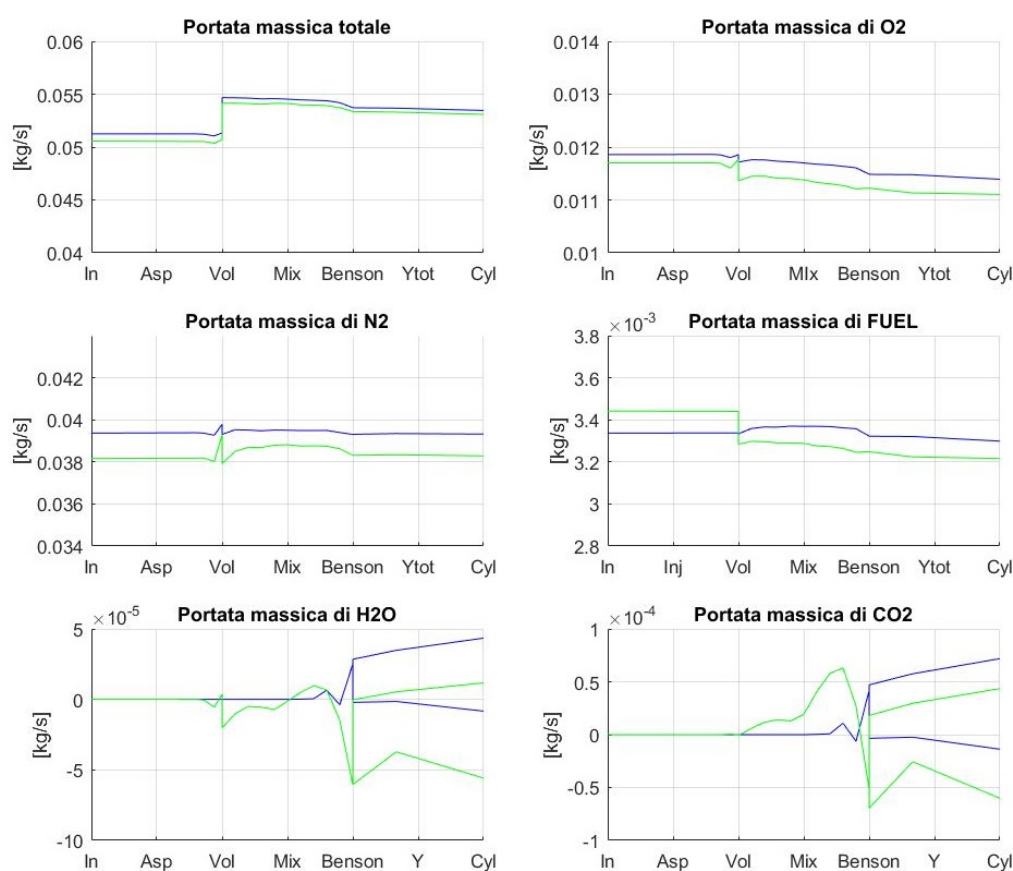 Portata massica totale
0.06
0.055
0.05
0.045
0.04
[kg/s]
In Asp Vol Mix Benson Ytot Cyl
Portata massica di O2
0.014
0.013
0.012
0.011
0.01
[kg/s]
In Asp Vol MIx Benson Ytot Cyl
Portata massica di N2
0.042
0.04
0.038
0.036
0.034
[kg/s]
In Asp Vol Mix Benson Ytot Cyl
×10-3 Portata massica di FUEL
3.8
3.6
3.4
3.2
3
2.8
[kg/s]
In Inj Vol Mix Benson Ytot Cyl
×10-5 Portata massica di H2O
5
0
-5
-10
[kg/s]
In Asp Vol Mix Benson Y Cyl
×10-4 Portata massica di CO2
1
0.5
0
-0.5
-1
[kg/s]
In Asp Vol Mix Benson Y Cyl